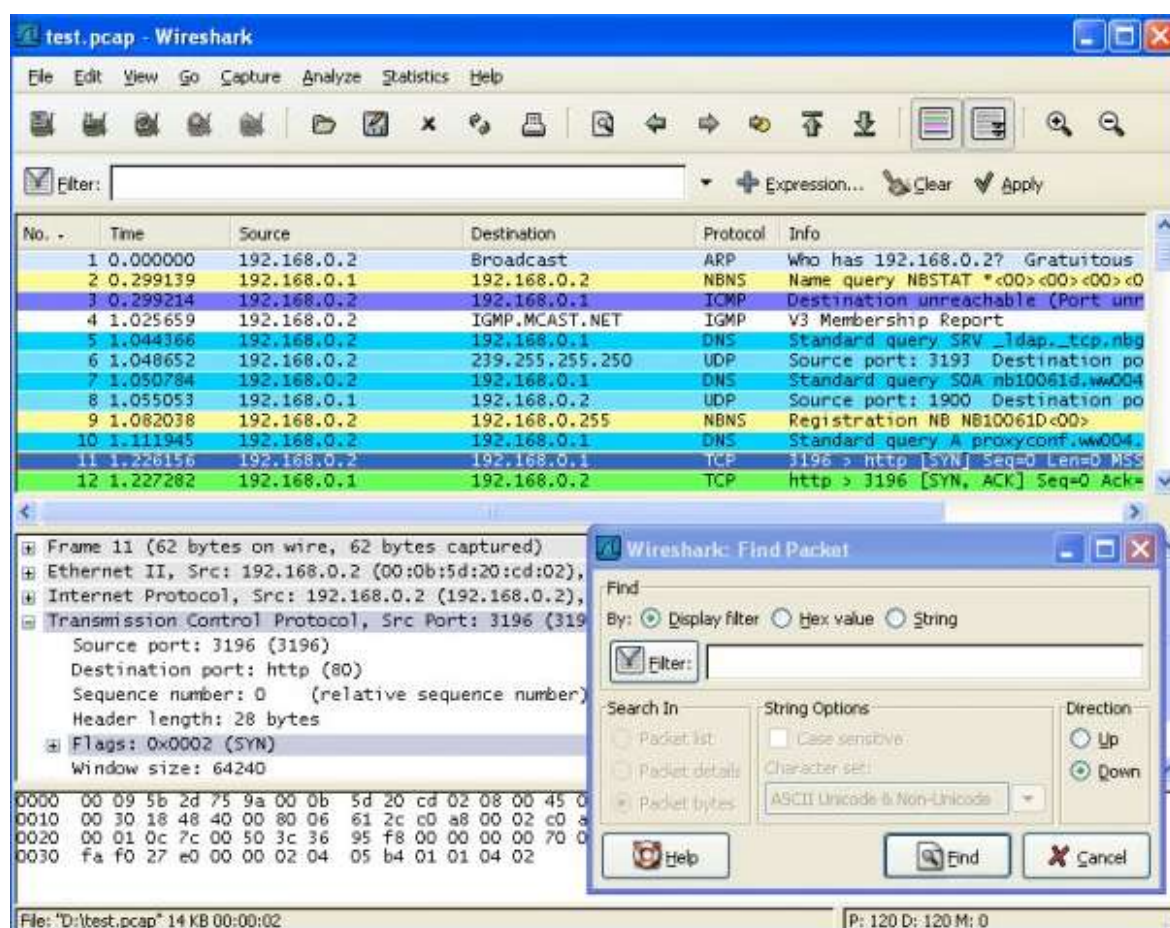 test.pcap - Wireshark
File Edit View Go Capture Analyze Statistics Help
Filter: Expression... Clear Apply
No. - Time Source Destination Protocol Info
1 0.000000 192.168.0.2 Broadcast ARP Who has 192.168.0.2? Gratuitous
2 0.299139 192.168.0.1 192.168.0.2 NBNS Name query NBSTAT *<00><00><00><0
3 0.299214 192.168.0.2 192.168.0.1 ICMP Destination unreachable (Port unr
4 1.025659 192.168.0.2 IGMP.MCAST.NET IGMP V3 Membership Report
5 1.044366 192.168.0.2 192.168.0.1 DNS Standard query SRV _ldap._tcp.nbg
6 1.048652 192.168.0.2 239.255.255.250 UDP Source port: 3193 Destination po
7 1.050784 192.168.0.2 192.168.0.1 DNS Standard query SOA nb10061d.ww004
8 1.055053 192.168.0.1 192.168.0.2 UDP Source port: 1900 Destination po
9 1.082038 192.168.0.2 192.168.0.255 NBNS Registration NB NB10061D<00>
10 1.111945 192.168.0.2 192.168.0.1 DNS Standard query A proxyconf.ww004.
11 1.226156 192.168.0.2 192.168.0.1 TCP 3196 > http [SYN] Seq=0 Len=0 MSS
12 1.227282 192.168.0.1 192.168.0.2 TCP http > 3196 [SYN, ACK] Seq=0 Ack=
Frame 11 (62 bytes on wire, 62 bytes captured)
Ethernet II, Src: 192.168.0.2 (00:0b:5d:20:cd:02),
Internet Protocol, Src: 192.168.0.2 (192.168.0.2),
Transmission Control Protocol, Src Port: 3196 (319
Source port: 3196 (3196)
Destination port: http (80)
Sequence number: 0 (relative sequence number)
Header length: 28 bytes
Flags: 0x0002 (SYN)
Window size: 64240
0000 00 09 5b 2d 75 9a 00 0b 5d 20 cd 02 08 00 45 0
0010 00 30 18 48 40 00 80 06 61 2c c0 a8 00 02 c0 a
0020 00 01 0c 7c 00 50 3c 36 95 f8 00 00 00 00 70 0
0030 fa f0 27 e0 00 00 02 04 05 b4 01 01 04 02
Wireshark: Find Packet
Find
By: Display filter Hex value String
Filter:
Search In String Options Direction
Packet list Case sensitive Up
Packet details Character set: Down
Packet bytes ASCII Unicode & Non-Unicode
Help Find Cancel
File: "D:\test.pcap" 14 KB 00:00:02 P: 120 D: 120 M: 0